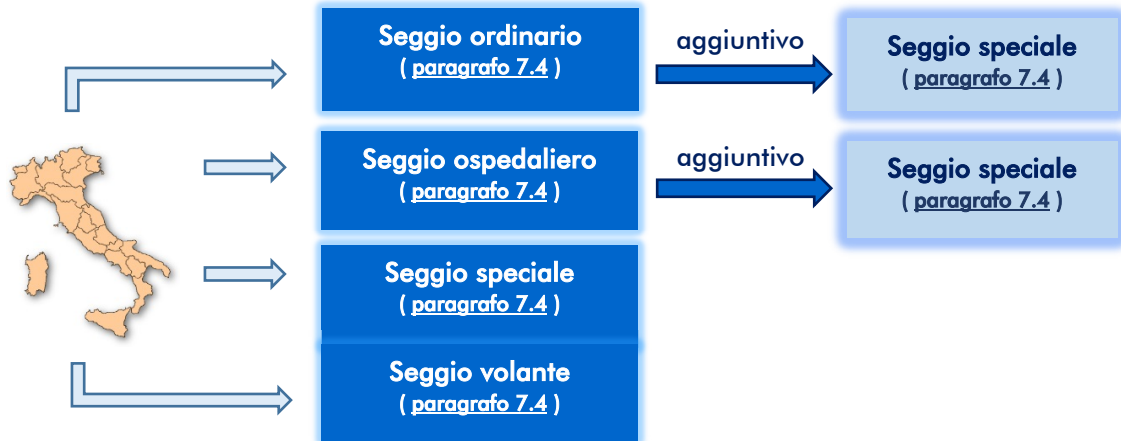 Seggio ordinario
( paragrafo 7.4 )
aggiuntivo
Seggio speciale
( paragrafo 7.4 )
Seggio ospedaliero
( paragrafo 7.4 )
aggiuntivo
Seggio speciale
( paragrafo 7.4 )
Seggio speciale
( paragrafo 7.4 )
Seggio volante
( paragrafo 7.4 )